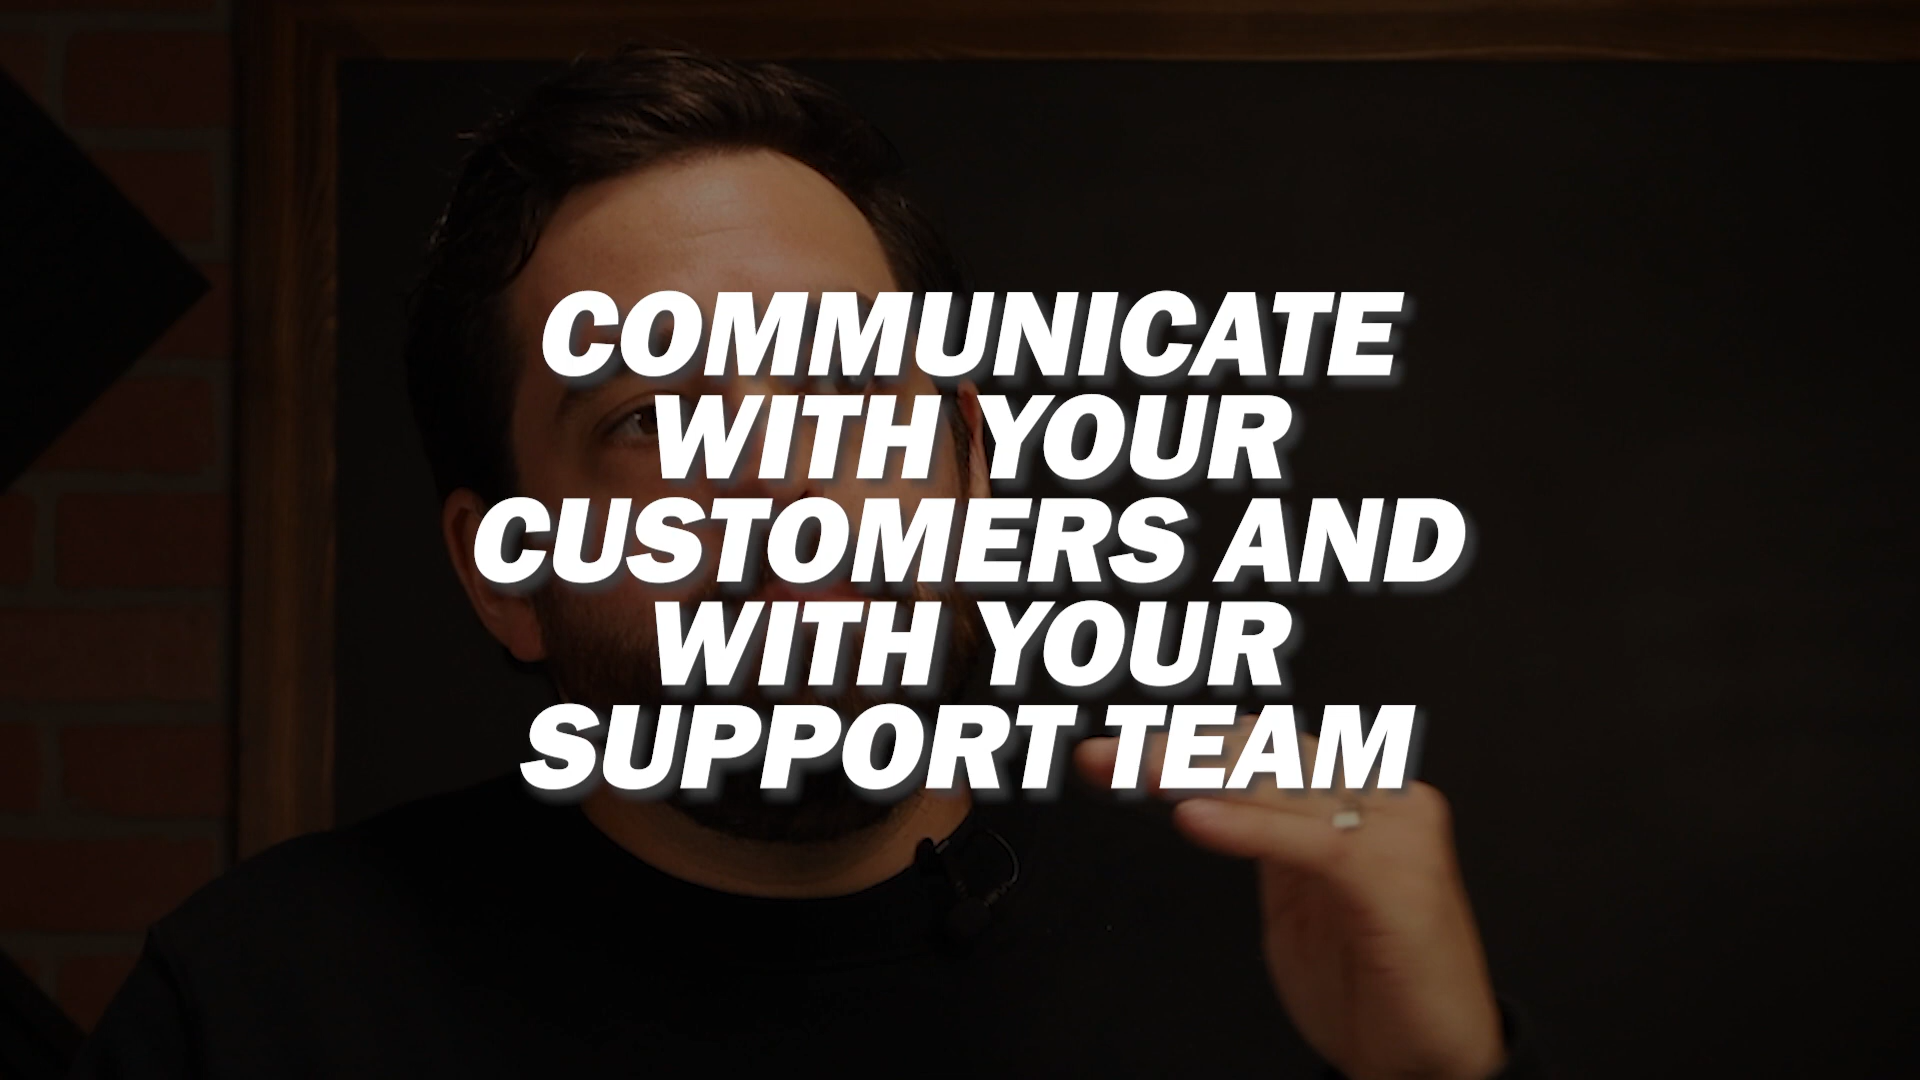 COMMUNICATE
WITH YOUR
CUSTOMERS AND
WITH YOUR
SUPPORT TEAM